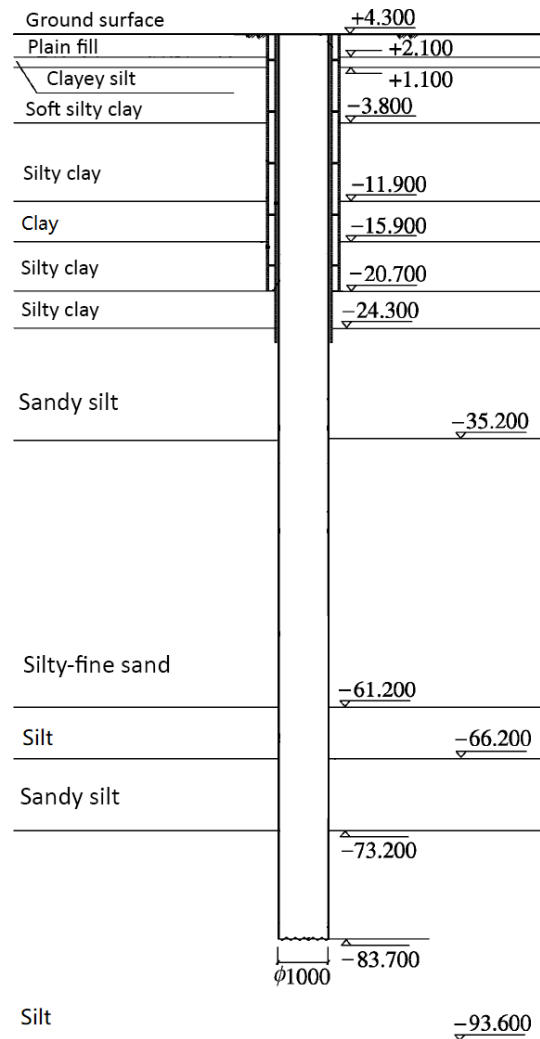 Ground surface
+4.300
Plain fill
+2.100
Clayey silt
+1.100
Soft silty clay
−3.800
Silty clay
−11.900
Clay
−15.900
Silty clay
−20.700
Silty clay
−24.300
Sandy silt
−35.200
Silty-fine sand
−61.200
Silt
−66.200
Sandy silt
−73.200
−83.700
ϕ1000
Silt
−93.600